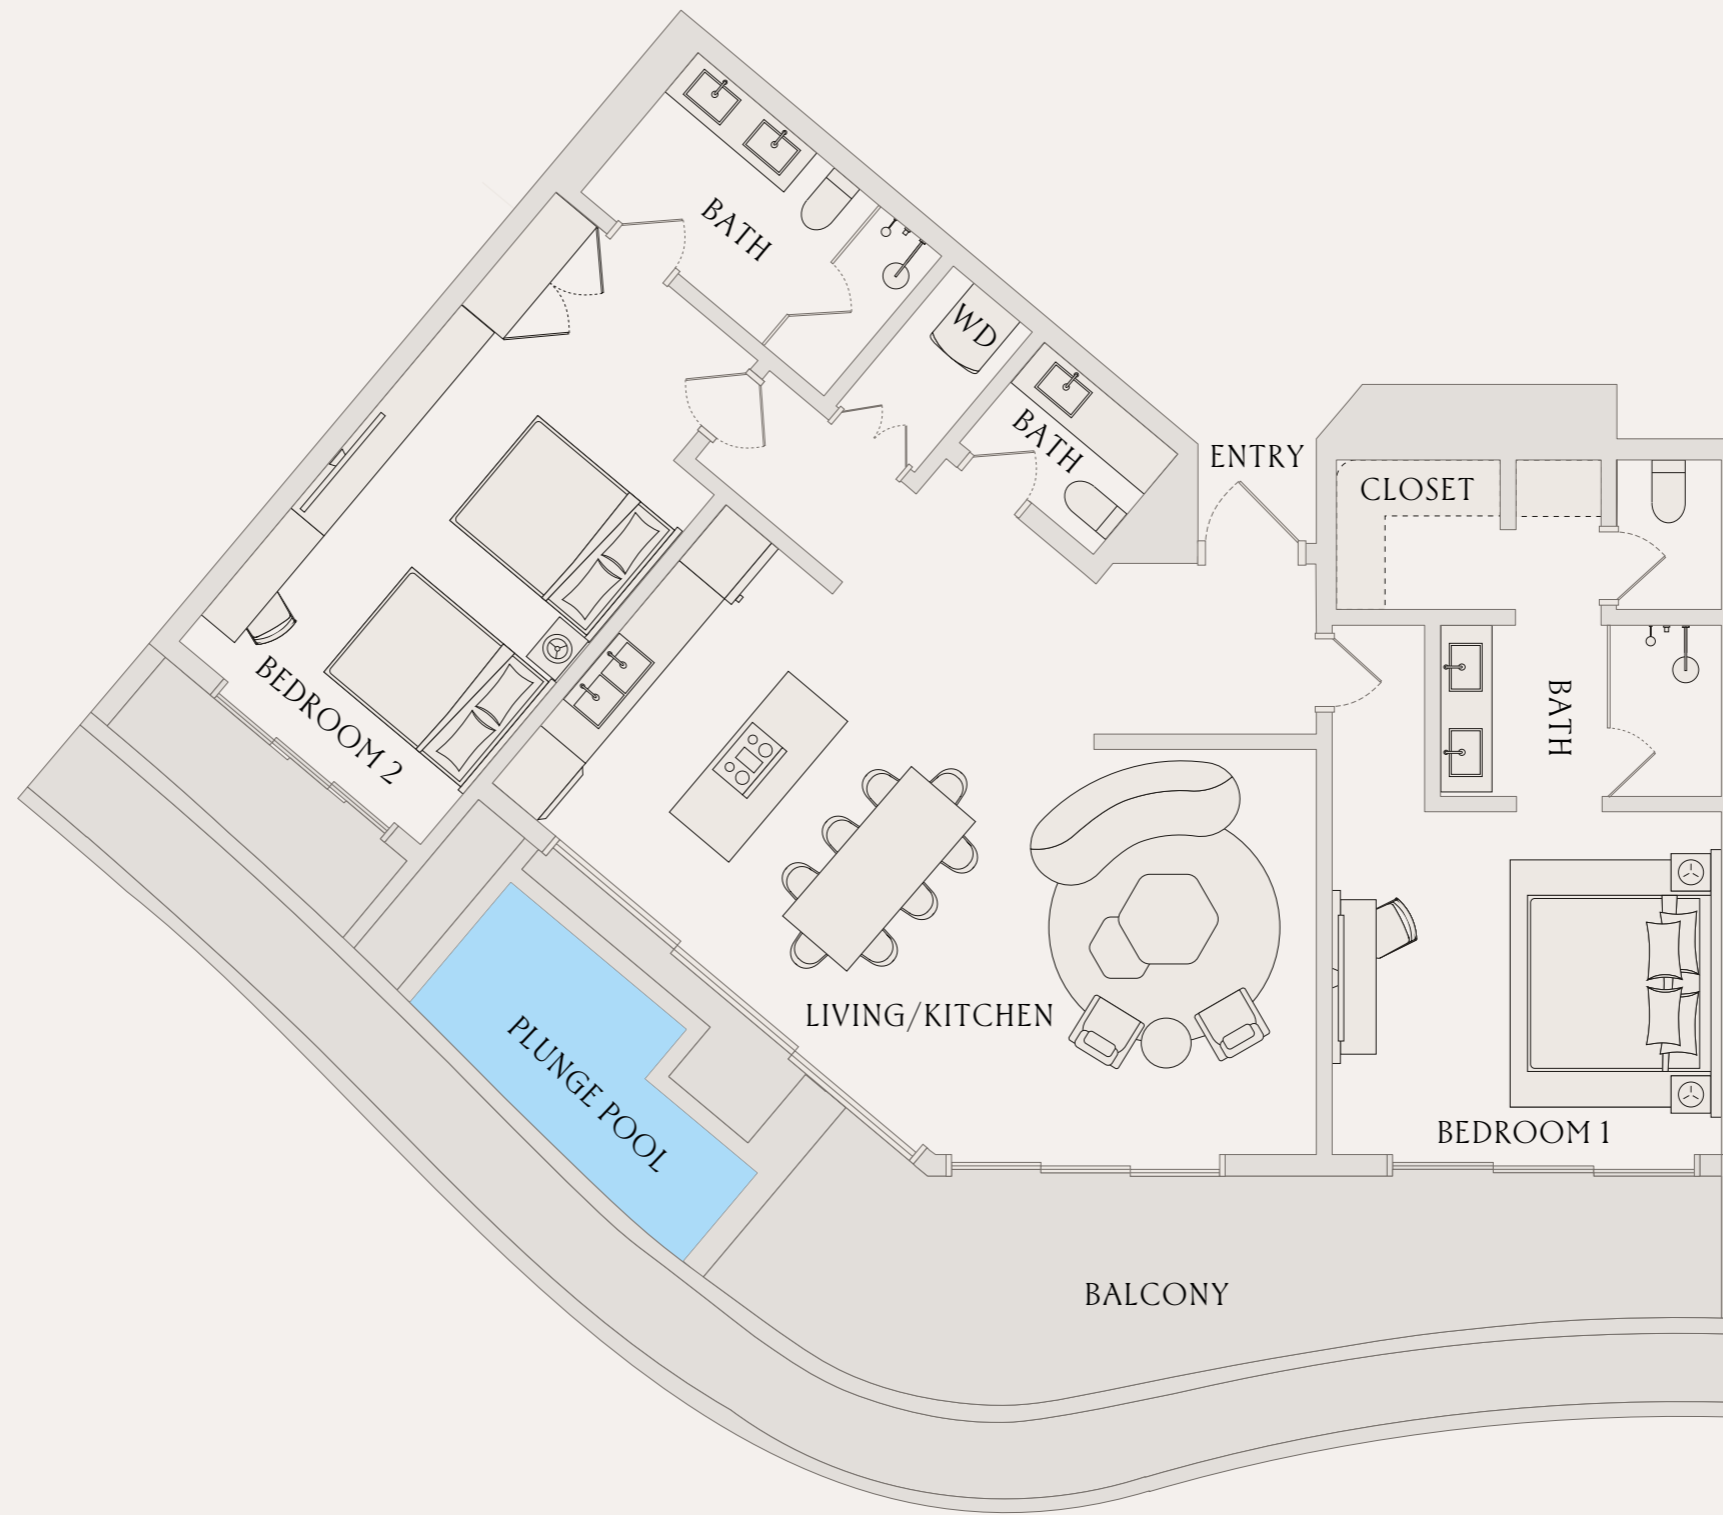 BATH
WD
BATH
ENTRY
CLOSET
BEDROOM 2
BATH
LIVING/KITCHEN
PLUNGE POOL
BEDROOM 1
BALCONY